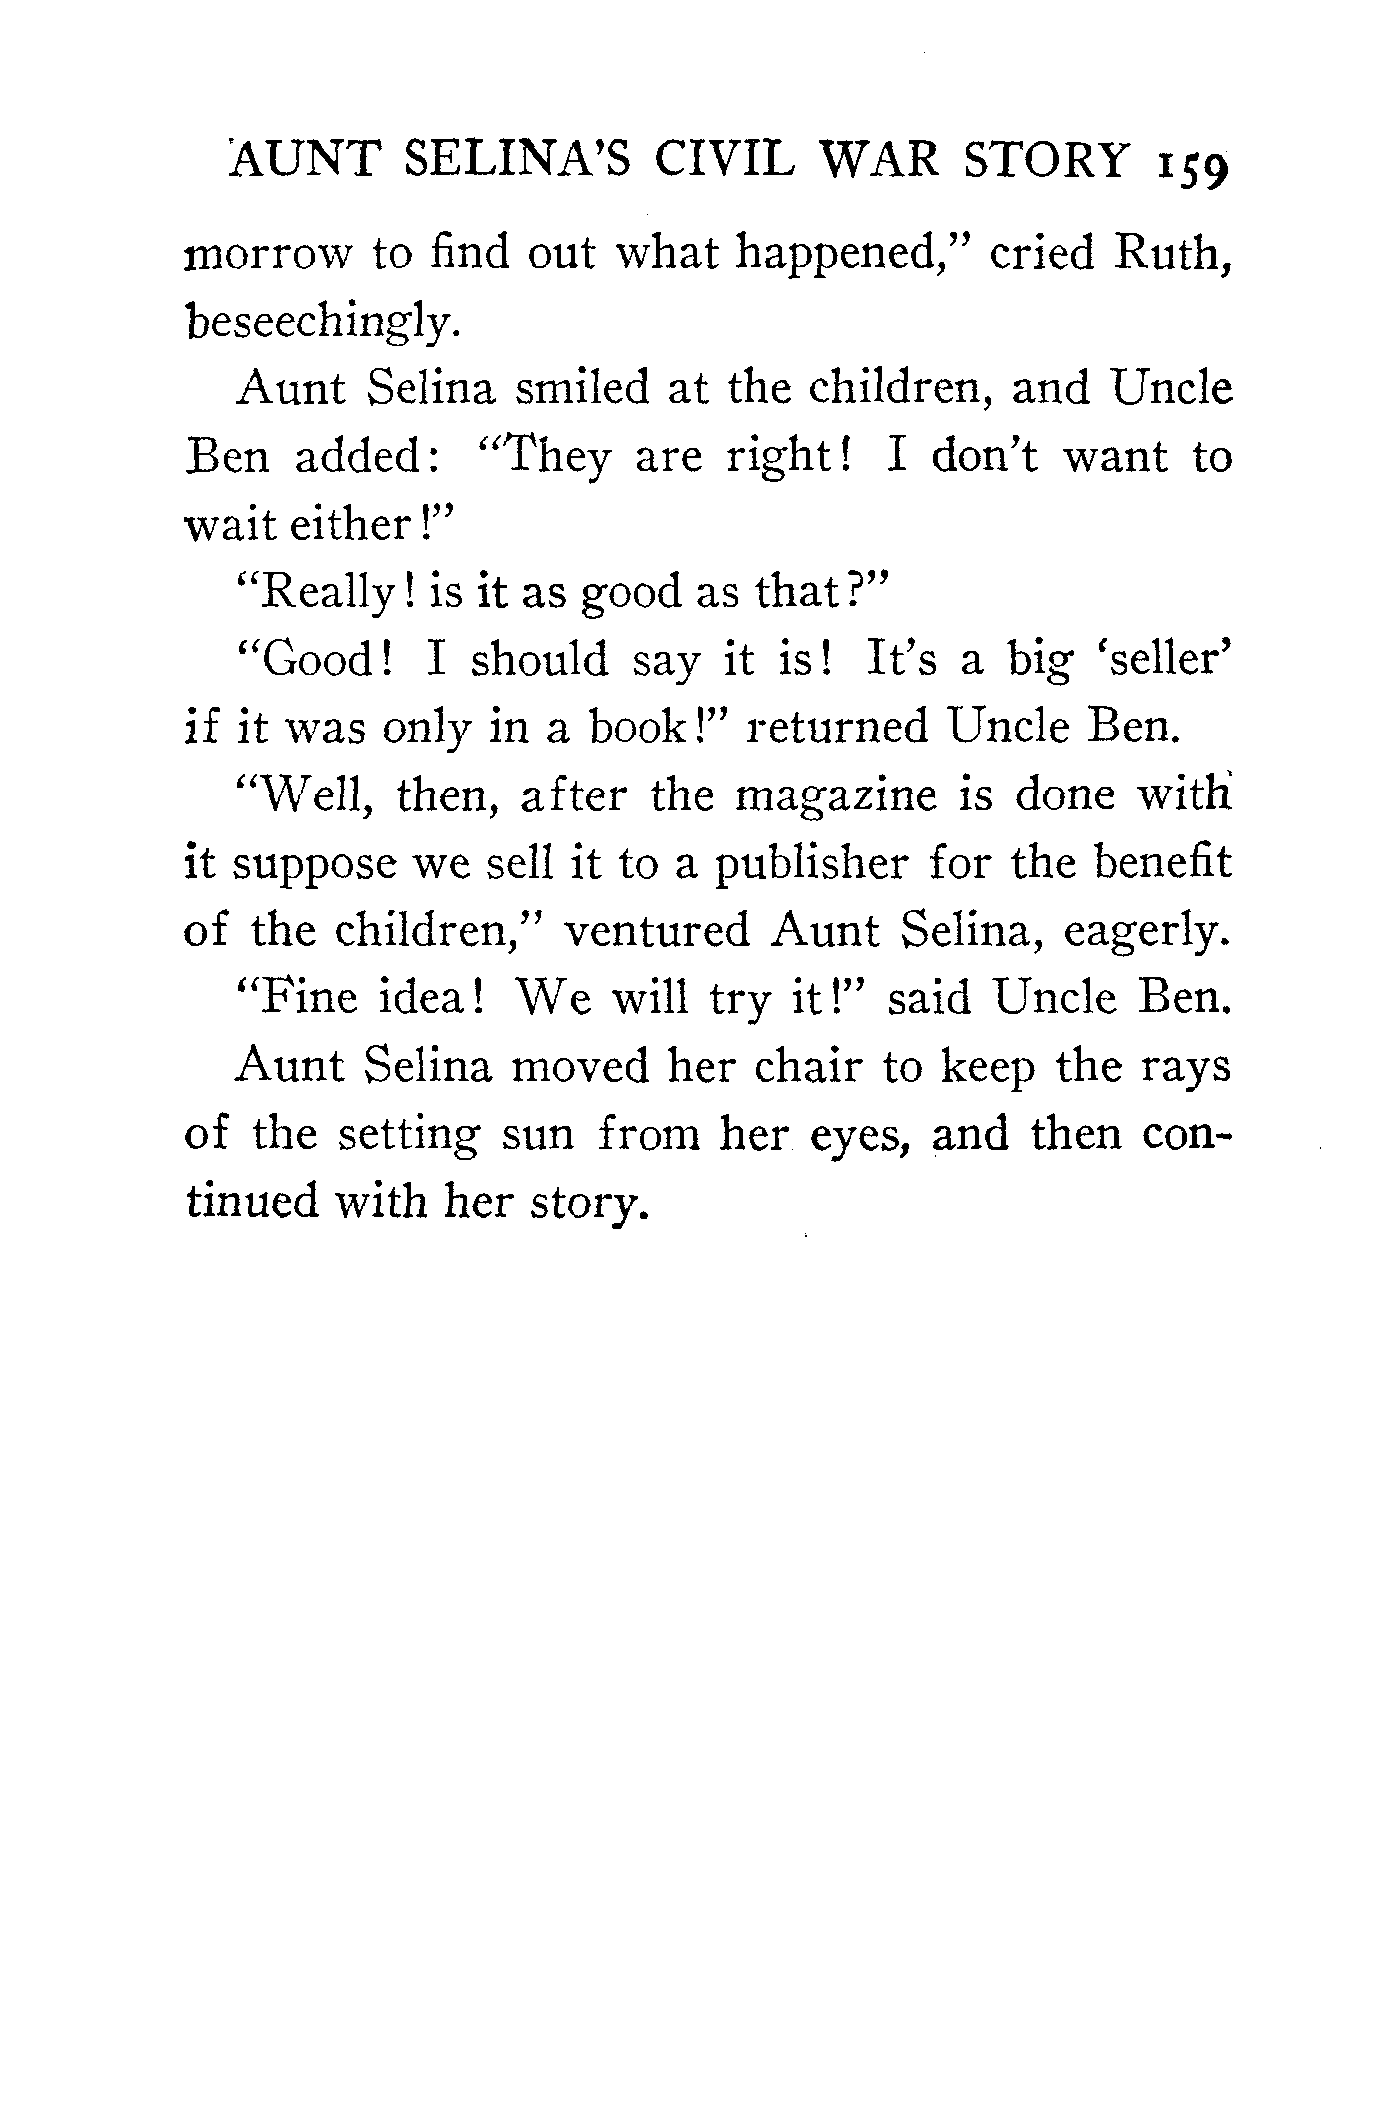 AUNT SELINA'S CIVIL WAR STORY 159
morrow to find out what happened," cried Ruth,
beseechingly.
Aunt Selina smiled at the children, and Uncle
Ben added: "They are right! I don't want to
wait either!"
"Really! is it as good as that?"
"Good! I should say it is! It's a big 'seller'
if it was only in a book!" returned Uncle Ben.
"Well, then, after the magazine is done with
it suppose we sell it to a publisher for the benefit
of the children," ventured Aunt Selina, eagerly.
"Fine idea! We will try it!" said Uncle Ben.
Aunt Selina moved her chair to keep the rays
of the setting sun from her eyes, and then con-
tinued with her story.